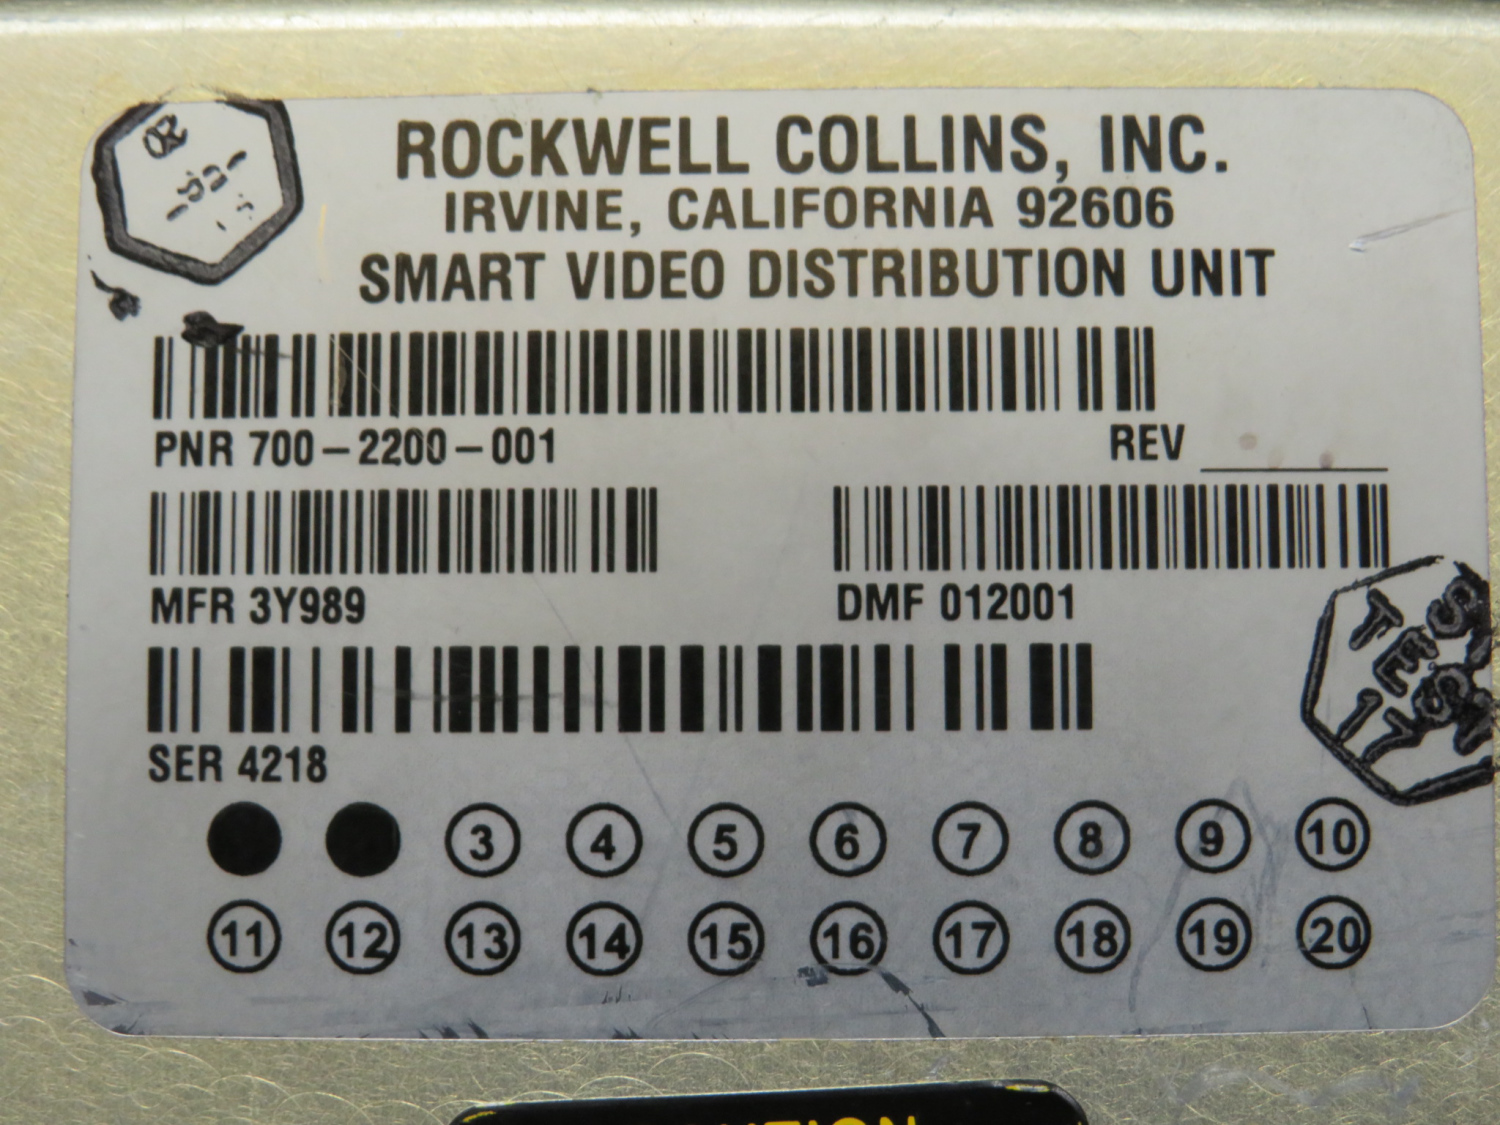 ROCKWELL COLLINS, INC.
IRVINE, CALIFORNIA 92606
SMART VIDEO DISTRIBUTION UNIT
PNR 700-2200-001
REV
MFR 3Y989
DMF 012001
SER 4218
3 4 5 6 7 8 9 10
11 12 13 14 15 16 17 18 19 20
TEST
17